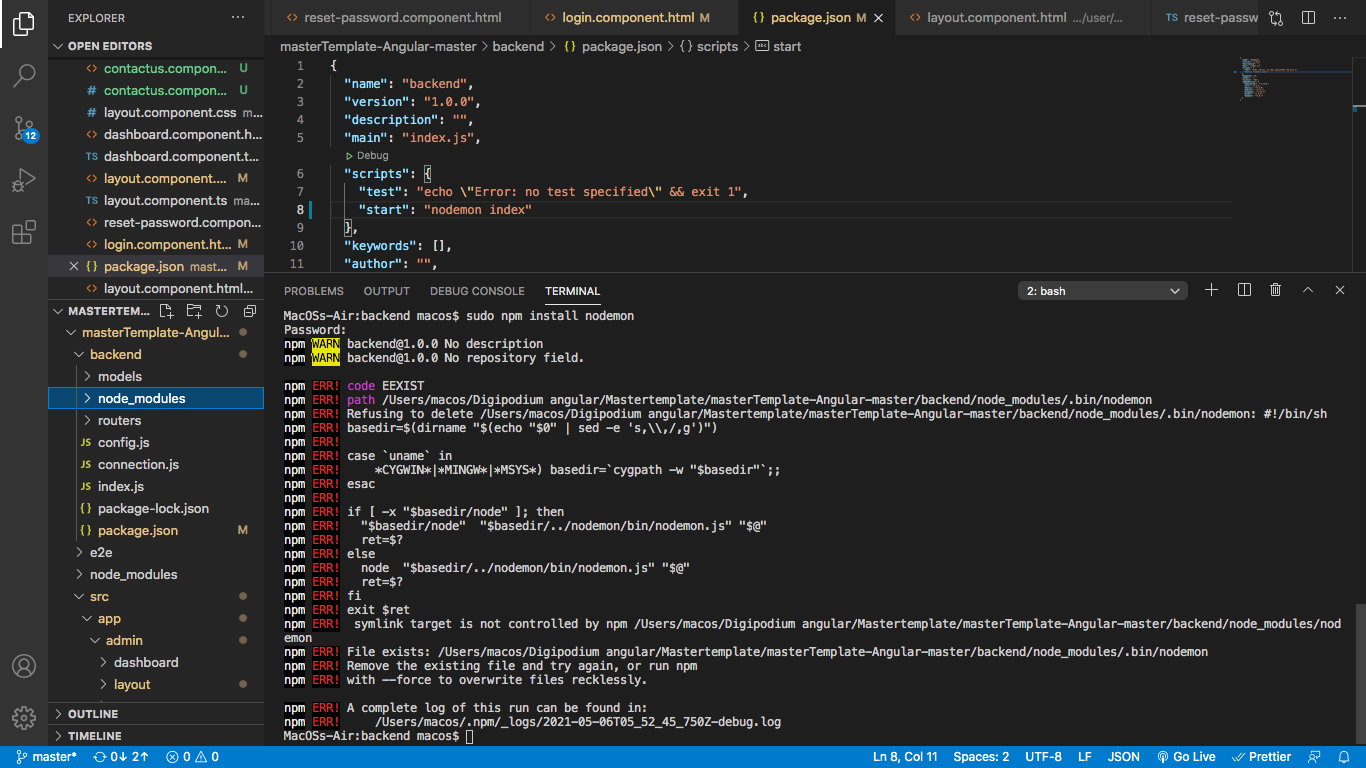 EXPLORER
OPEN EDITORS
<> contactus.compon... U
# contactus.compon... U
# layout.component.css m...
<> dashboard.component.h...
TS dashboard.component.t...
<> layout.component.... M
TS layout.component.ts ma...
<> reset-password.compon...
<> login.component.ht... M
{} package.json mast... M
<> layout.component.html...
MASTERTEM...
masterTemplate-Angul...
backend
models
node_modules
routers
JS config.js
JS connection.js
JS index.js
{} package-lock.json
{} package.json M
e2e
node_modules
src
app
admin
dashboard
layout
OUTLINE
TIMELINE
12
<> reset-password.component.html
<> login.component.html M
{} package.json M
<> layout.component.html .../user/...
TS reset-passw
masterTemplate-Angular-master > backend > {} package.json > {} scripts > abc start
1 {
2 "name": "backend",
3 "version": "1.0.0",
4 "description": "",
5 "main": "index.js",
Debug
6 "scripts": {
7 "test": "echo \"Error: no test specified\" && exit 1",
8 "start": "nodemon index"
9 },
10 "keywords": [],
11 "author": "",
PROBLEMS OUTPUT DEBUG CONSOLE TERMINAL
2: bash
MacOSs-Air:backend macos$ sudo npm install nodemon
Password:
npm WARN backend@1.0.0 No description
npm WARN backend@1.0.0 No repository field.
npm ERR! code EEXIST
npm ERR! path /Users/macos/Digipodium angular/Mastertemplate/masterTemplate-Angular-master/backend/node_modules/.bin/nodemon
npm ERR! Refusing to delete /Users/macos/Digipodium angular/Mastertemplate/masterTemplate-Angular-master/backend/node_modules/.bin/nodemon: #!/bin/sh
npm ERR! basedir=$(dirname "$(echo "$0" | sed -e 's,\\,/,g')")
npm ERR!
npm ERR! case `uname` in
npm ERR! *CYGWIN*|*MINGW*|*MSYS*) basedir=`cygpath -w "$basedir"`;;
npm ERR! esac
npm ERR!
npm ERR! if [ -x "$basedir/node" ]; then
npm ERR! "$basedir/node" "$basedir/../nodemon/bin/nodemon.js" "$@"
npm ERR! ret=$?
npm ERR! else
npm ERR! node "$basedir/../nodemon/bin/nodemon.js" "$@"
npm ERR! ret=$?
npm ERR! fi
npm ERR! exit $ret
npm ERR! symlink target is not controlled by npm /Users/macos/Digipodium angular/Mastertemplate/masterTemplate-Angular-master/backend/node_modules/nod
emon
npm ERR! File exists: /Users/macos/Digipodium angular/Mastertemplate/masterTemplate-Angular-master/backend/node_modules/.bin/nodemon
npm ERR! Remove the existing file and try again, or run npm
npm ERR! with --force to overwrite files recklessly.
npm ERR! A complete log of this run can be found in:
npm ERR! /Users/macos/.npm/_logs/2021-05-06T05_52_45_750Z-debug.log
MacOSs-Air:backend macos$
master* 0↓ 2↑ 0 0 Ln 8, Col 11 Spaces: 2 UTF-8 LF JSON Go Live Prettier